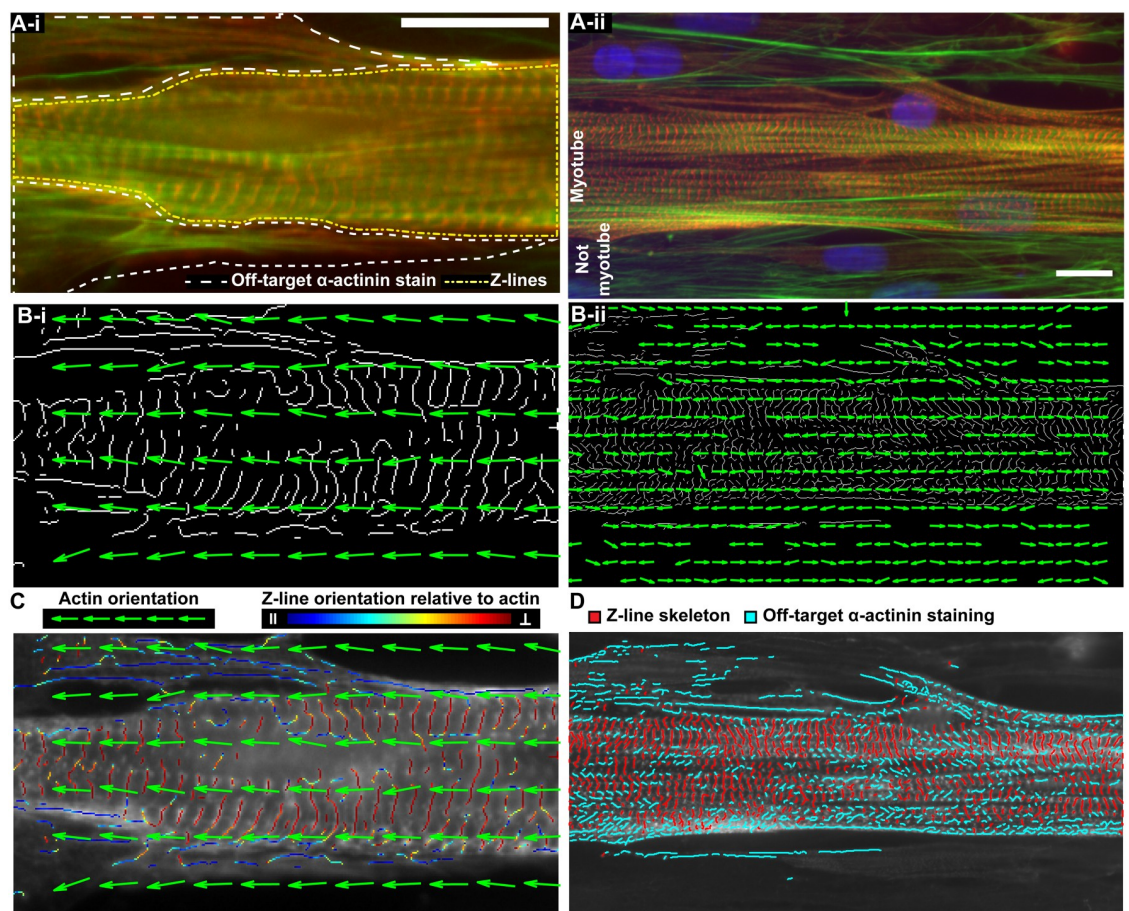 A-i
Off-target α-actinin stain
Z-lines
A-ii
Myotube
Not
myotube
B-i
B-ii
C
Actin orientation
Z-line orientation relative to actin
||
⊥
D
Z-line skeleton
Off-target α-actinin staining